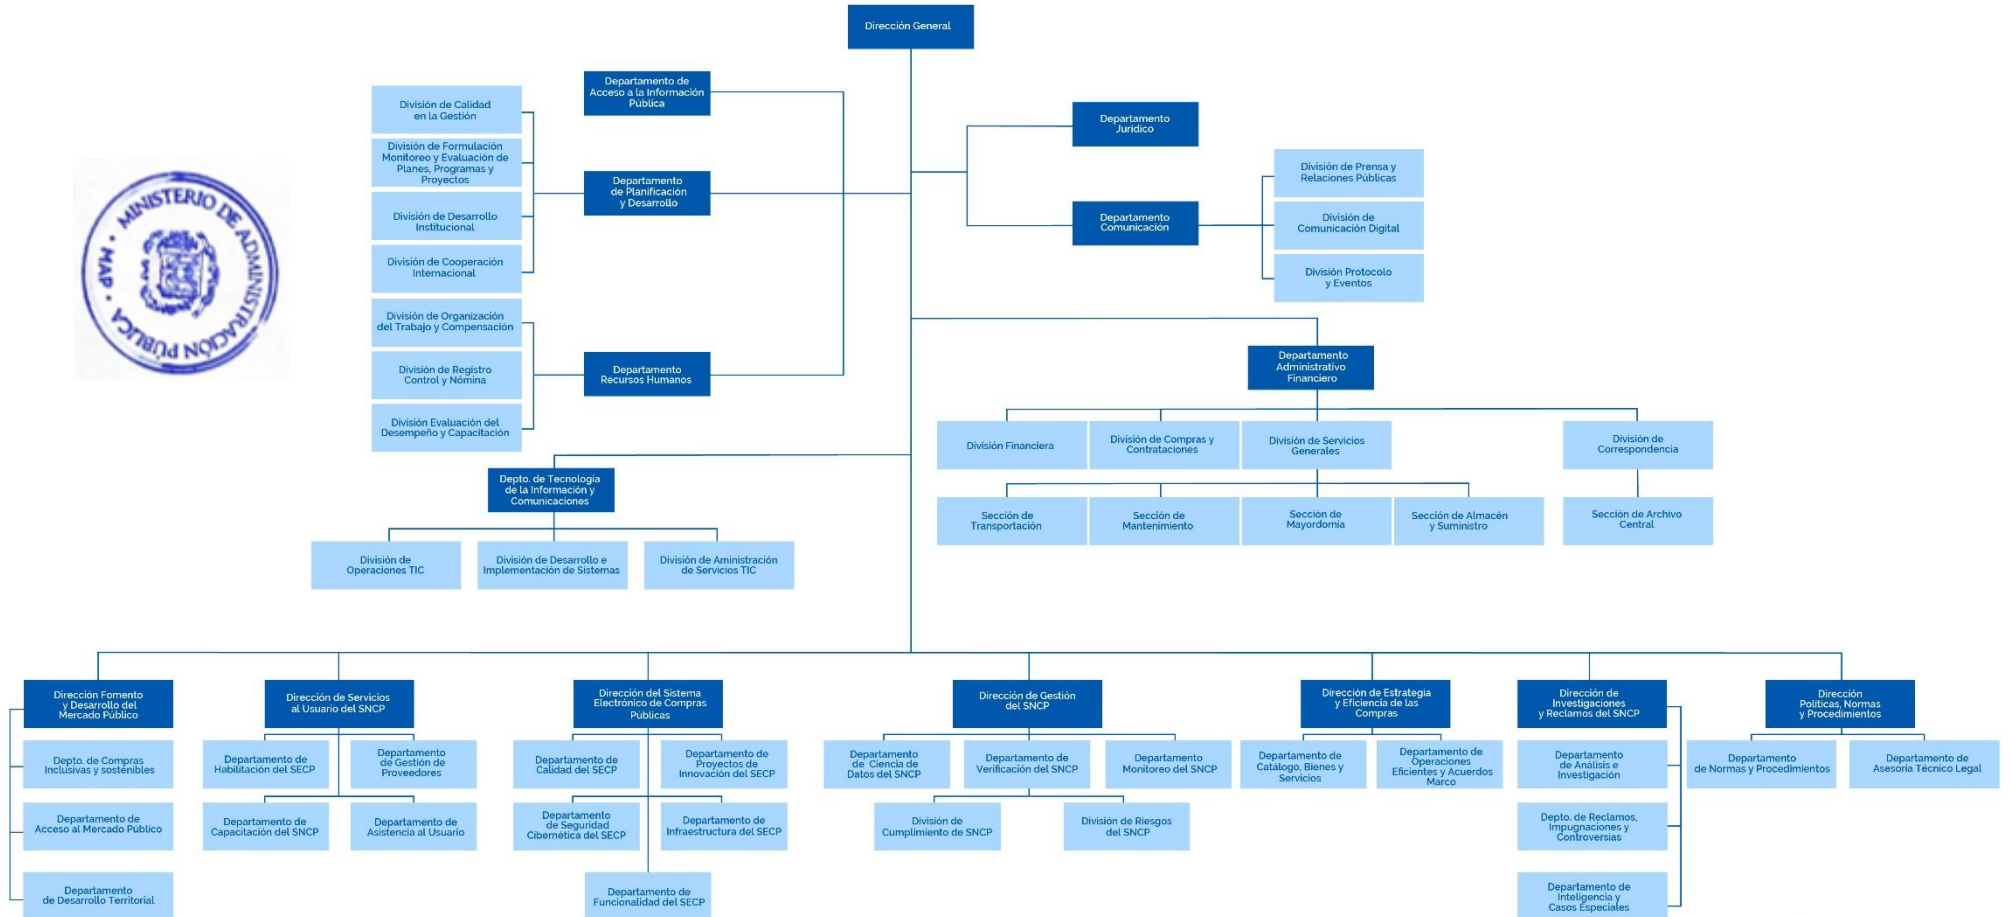 Dirección General
Departamento de
Acceso a la Información
Pública
División de Calidad
en la Gestión
División de Formulación
Monitoreo y Evaluación de
Planes, Programas y
Proyectos
División de Desarrollo
Institucional
División de Cooperación
Internacional
Departamento
de Planificación
y Desarrollo
División de Organización
del Trabajo y Compensación
División de Registro
Control y Nómina
División Evaluación del
Desempeño y Capacitación
Departamento
Recursos Humanos
MINISTERIO DE ADMINISTRACIÓN PÚBLICA
MAP
Departamento
Jurídico
Departamento
Comunicación
División de Prensa y
Relaciones Públicas
División de
Comunicación Digital
División Protocolo
y Eventos
Departamento
Administrativo
Financiero
División Financiera
División de Compras y
Contrataciones
División de Servicios
Generales
División de
Correspondencia
Sección de
Transportación
Sección de
Mantenimiento
Sección de
Mayordomía
Sección de Almacén
y Suministro
Sección de Archivo
Central
Depto. de Tecnología
de la Información y
Comunicaciones
División de
Operaciones TIC
División de Desarrollo e
Implementación de Sistemas
División de Aministración
de Servicios TIC
Dirección Fomento
y Desarrollo del
Mercado Público
Depto. de Compras
Inclusivas y sostenibles
Departamento de
Acceso al Mercado Público
Departamento
de Desarrollo Territorial
Dirección de Servicios
al Usuario del SNCP
Departamento de
Habilitación del SECP
Departamento
de Gestión de
Proveedores
Departamento de
Capacitación del SNCP
Departamento de
Asistencia al Usuario
Dirección del Sistema
Electrónico de Compras
Públicas
Departamento de
Calidad del SECP
Departamento de
Proyectos de
Innovación del SECP
Departamento
de Seguridad
Cibernética del SECP
Departamento de
Infraestructura del SECP
Departamento de
Funcionalidad del SECP
Dirección de Gestión
del SNCP
Departamento
de Ciencia de
Datos del SNCP
Departamento de
Verificación del SNCP
Departamento
Monitoreo del SNCP
División de
Cumplimiento de SNCP
División de Riesgos
del SNCP
Dirección de Estrategia
y Eficiencia de las
Compras
Departamento de
Catálogo, Bienes y
Servicios
Departamento de
Operaciones
Eficientes y Acuerdos
Marco
Dirección de
Investigaciones
y Reclamos del SNCP
Departamento
de Análisis e
Investigación
Depto. de Reclamos,
Impugnaciones y
Controversias
Departamento de
Inteligencia y
Casos Especiales
Dirección
Políticas, Normas
y Procedimientos
Departamento
de Normas y Procedimientos
Departamento de
Asesoría Técnico Legal